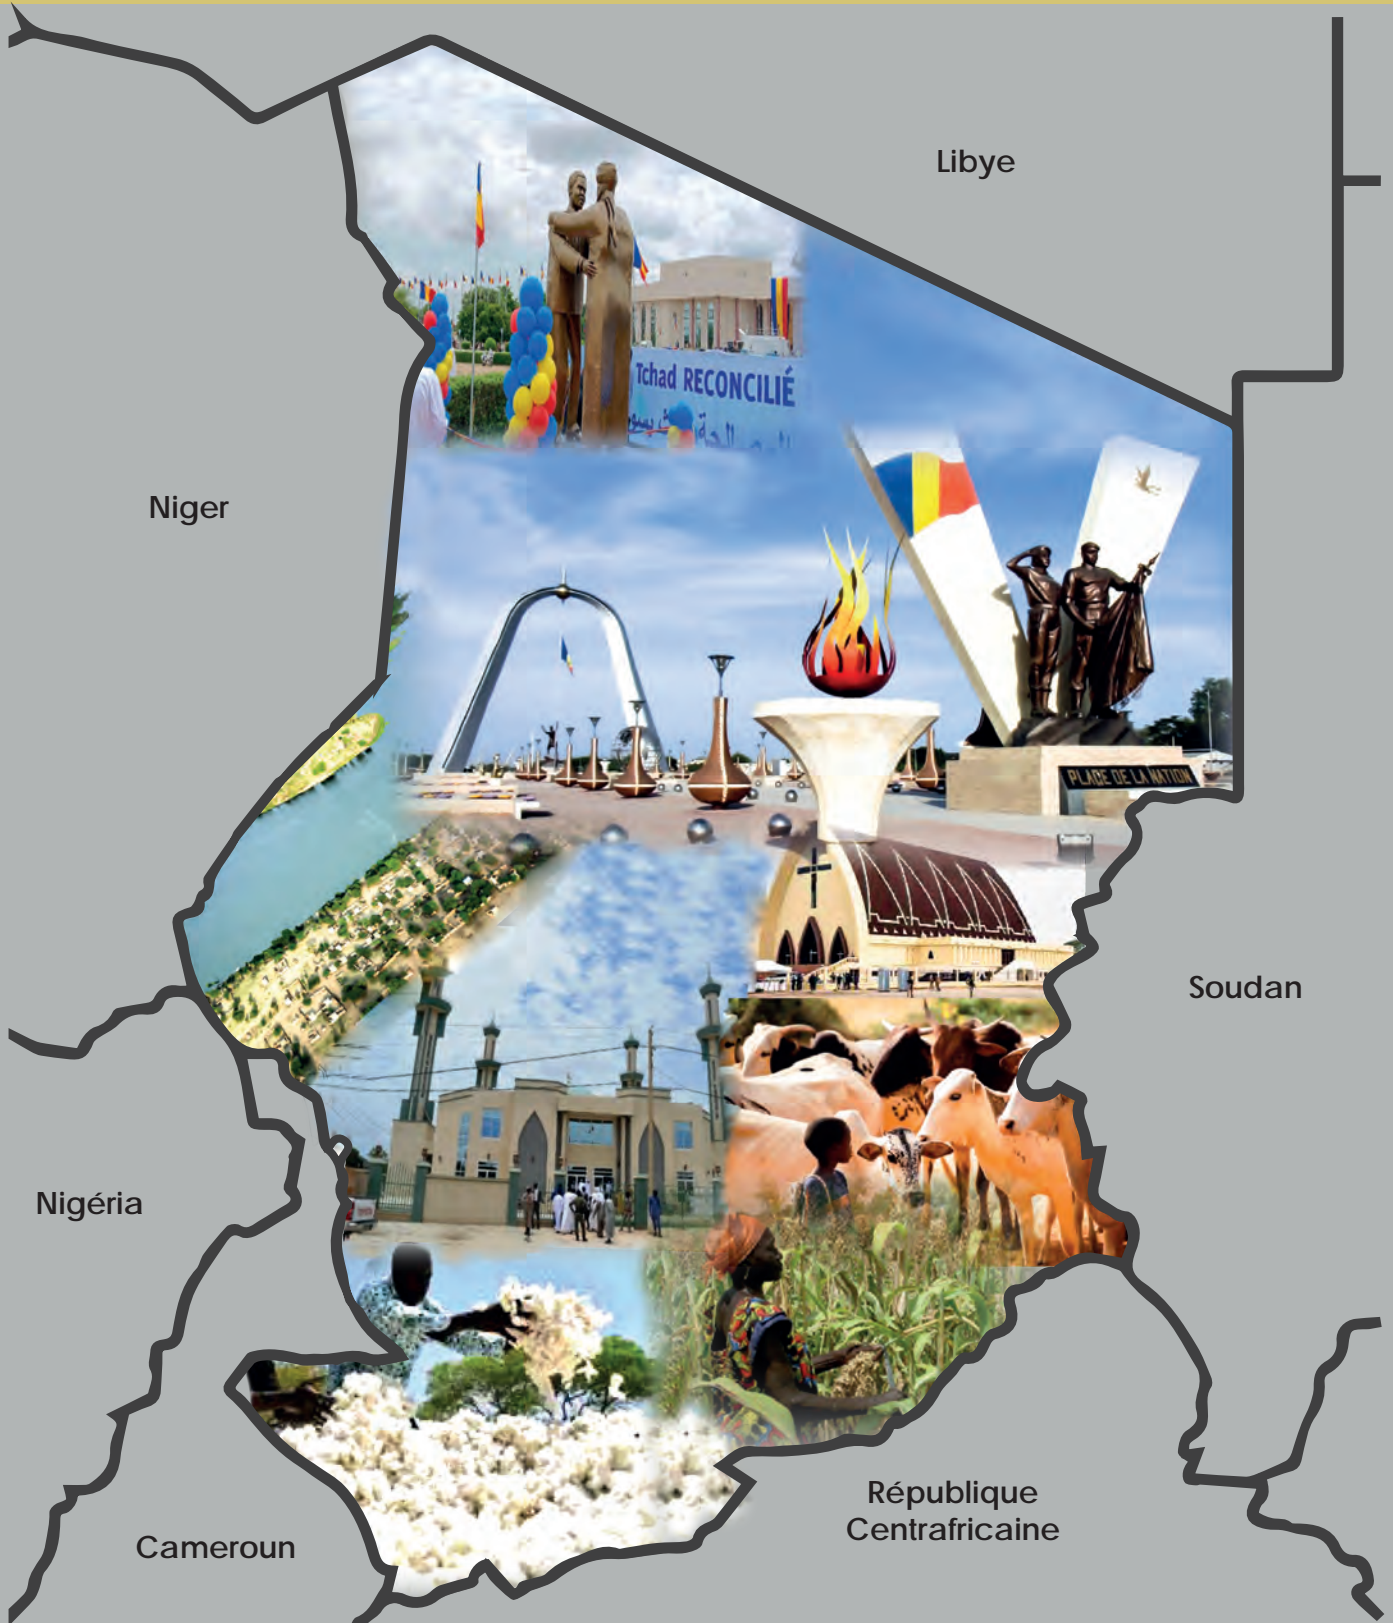 Libye
Tchad RECONCILIÉ
Niger
PLACE DE LA NATION
Soudan
Nigéria
République
Centrafricaine
Cameroun